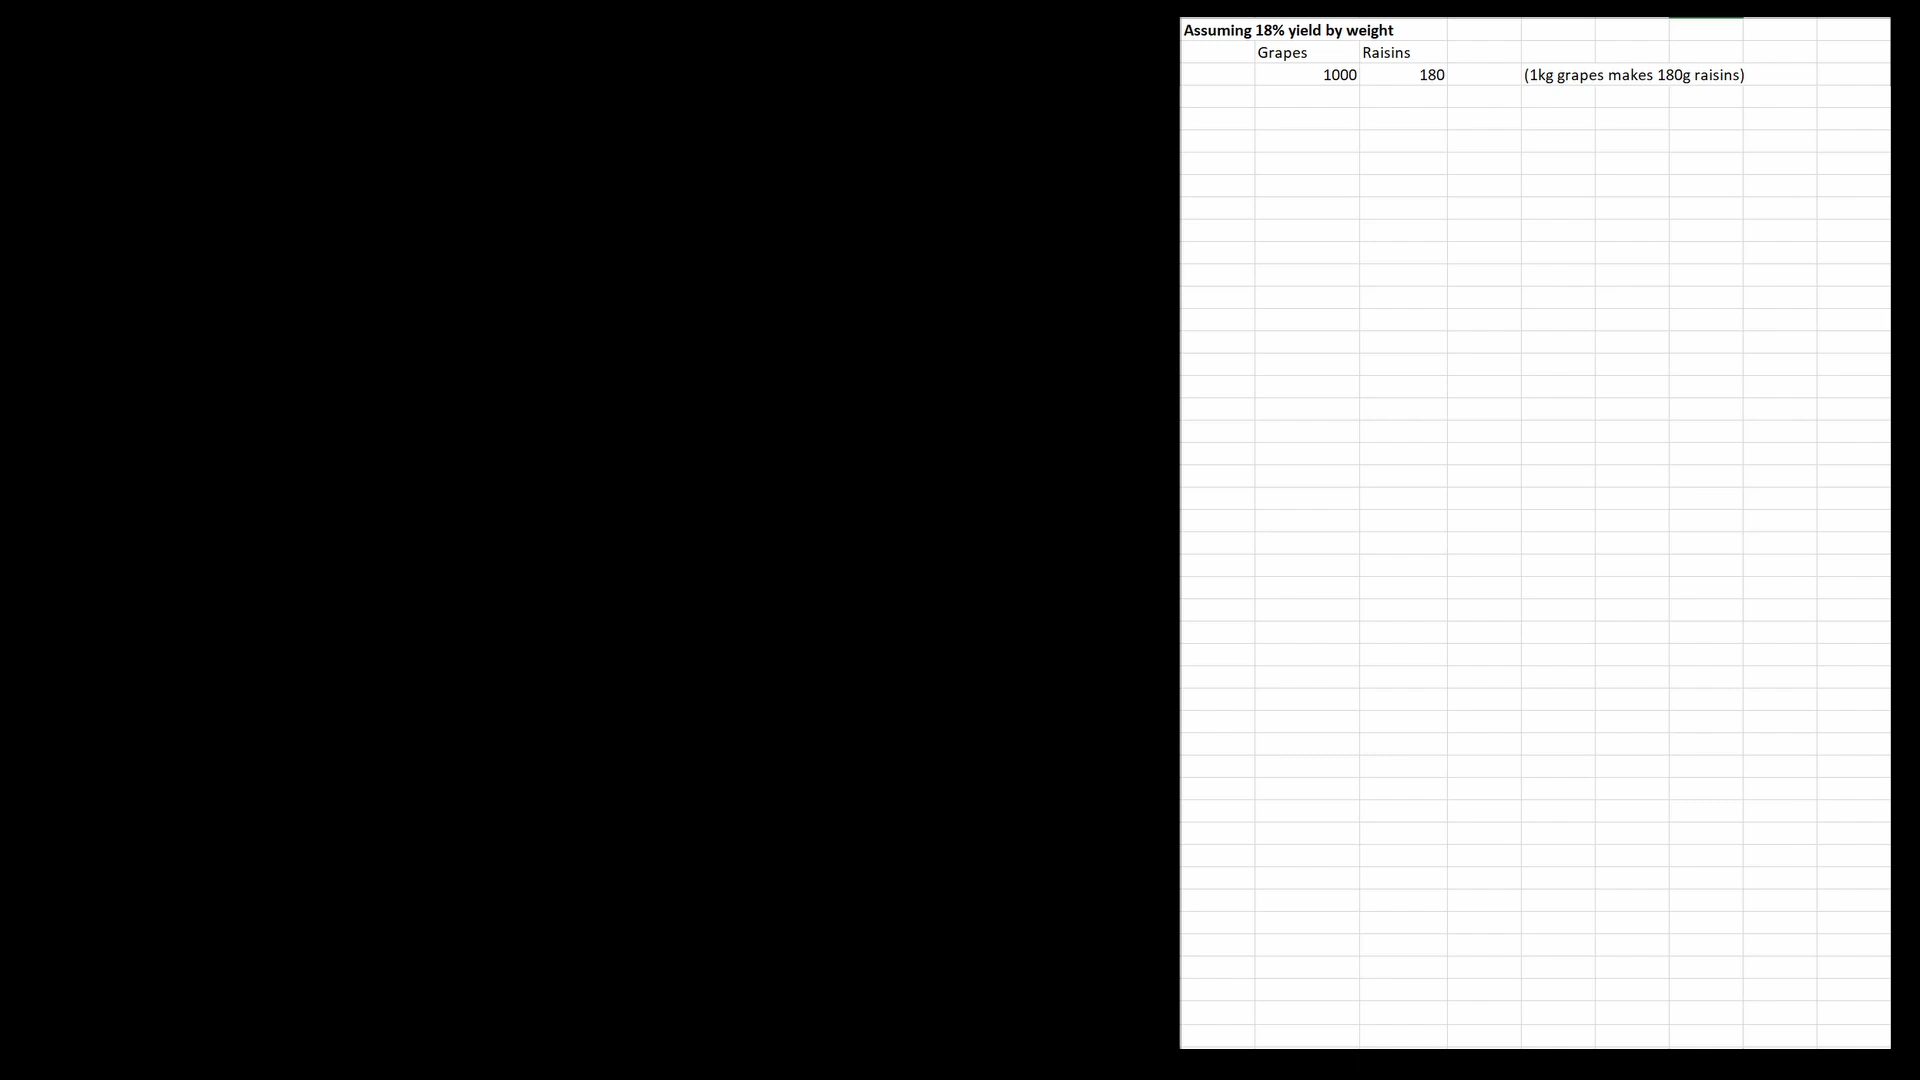 Assuming 18% yield by weight
Grapes Raisins
1000 180 (1kg grapes makes 180g raisins)